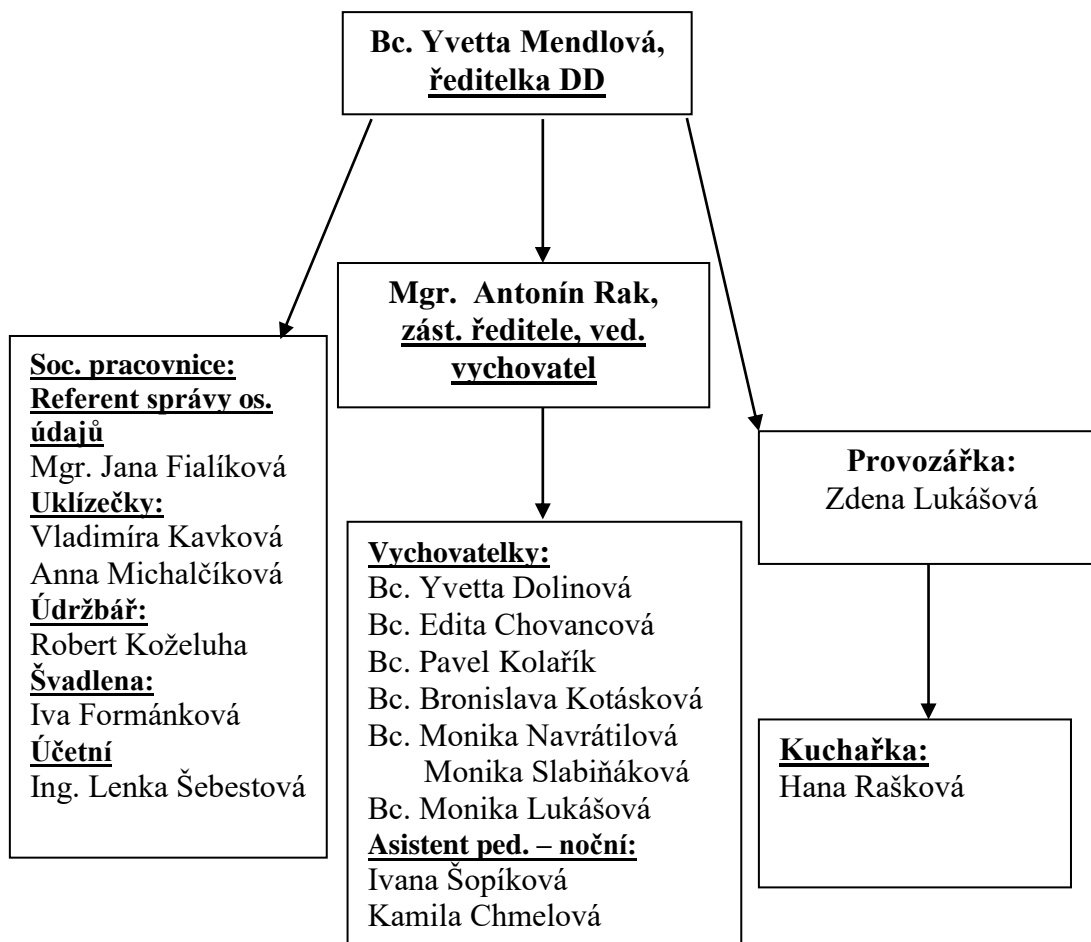 Bc. Yvetta Mendlová,
ředitelka DD
Mgr. Antonín Rak,
zást. ředitele, ved.
vychovatel
Soc. pracovnice:
Referent správy os.
údajů
Mgr. Jana Fialíková
Uklízečky:
Vladimíra Kavková
Anna Michalčíková
Údržbář:
Robert Koželuha
Švadlena:
Iva Formánková
Účetní
Ing. Lenka Šebestová
Vychovatelky:
Bc. Yvetta Dolinová
Bc. Edita Chovancová
Bc. Pavel Kolařík
Bc. Bronislava Kotásková
Bc. Monika Navrátilová
Monika Slabiňáková
Bc. Monika Lukášová
Asistent ped. – noční:
Ivana Šopíková
Kamila Chmelová
Provozářka:
Zdena Lukášová
Kuchařka:
Hana Rašková